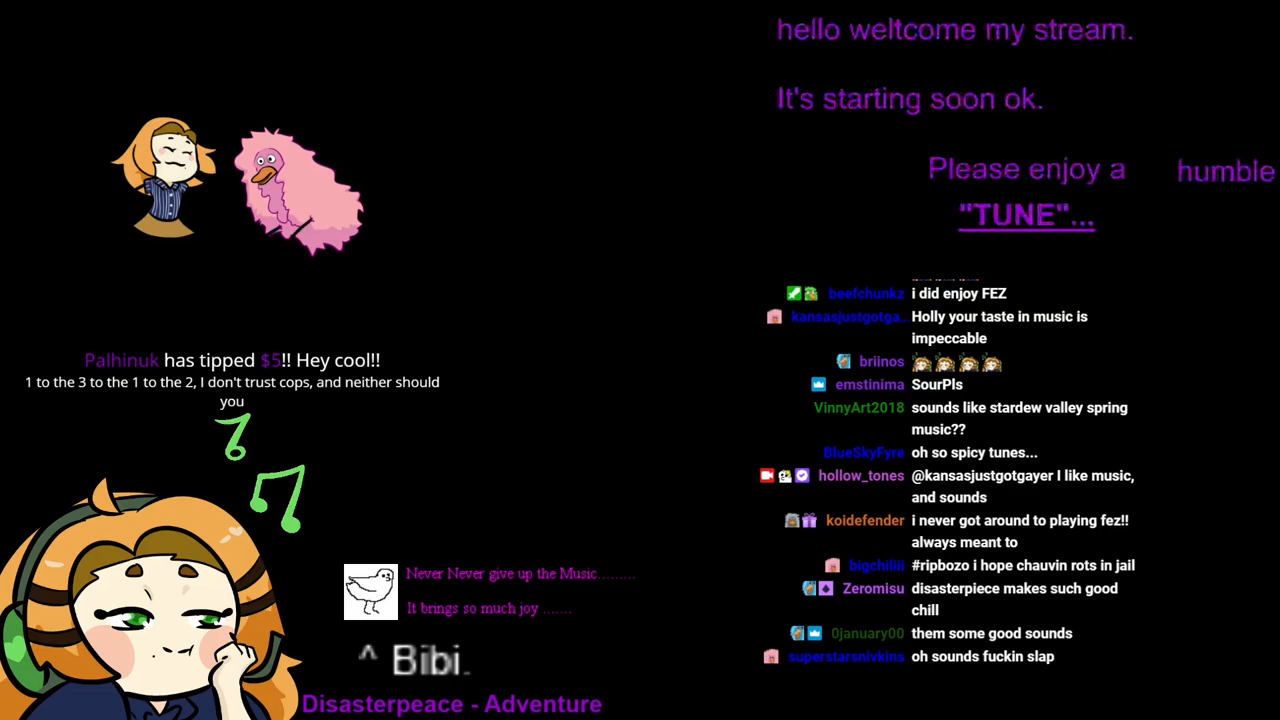 hello weltcome my stream.
It's starting soon ok.
Please enjoy a humble
"TUNE"...
Palhinuk has tipped $5!! Hey cool!!
1 to the 3 to the 1 to the 2, I don't trust cops, and neither should
you
beefchunkz i did enjoy FEZ
kansasjustgotga.. Holly your taste in music is
impeccable
briinos
emstinima SourPls
VinnyArt2018 sounds like stardew valley spring
music??
BlueSkyFyre oh so spicy tunes...
hollow_tones @kansasjustgotgayer I like music,
and sounds
koidefender i never got around to playing fez!!
always meant to
bigchiliii #ripbozo i hope chauvin rots in jail
Zeromisu disasterpiece makes such good
chill
0january00 them some good sounds
superstarsnivkins oh sounds fuckin slap
Never Never give up the Music.........
It brings so much joy .......
^ Bibi.
Disasterpeace - Adventure